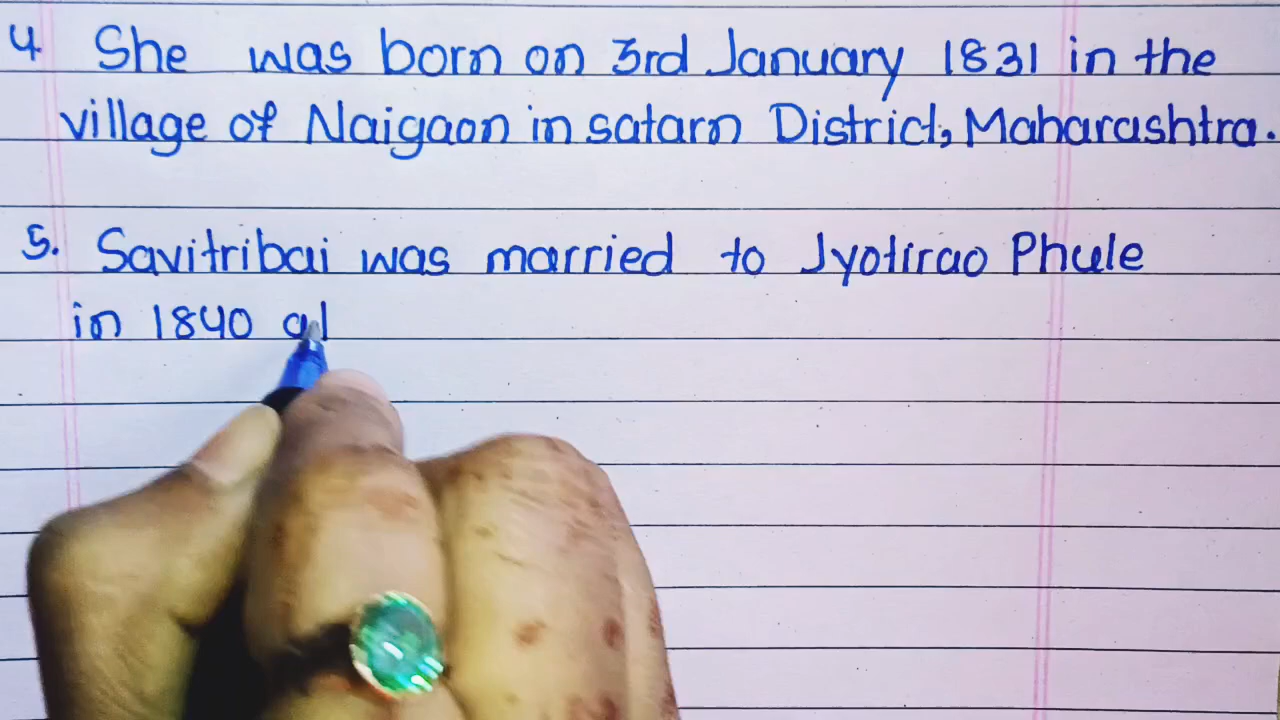 4 She was born on 3rd January 1831 in the
village of Naigaon in satarn District, Maharashtra.
5. Savitribai was married to Jyotirao Phule
in 1840